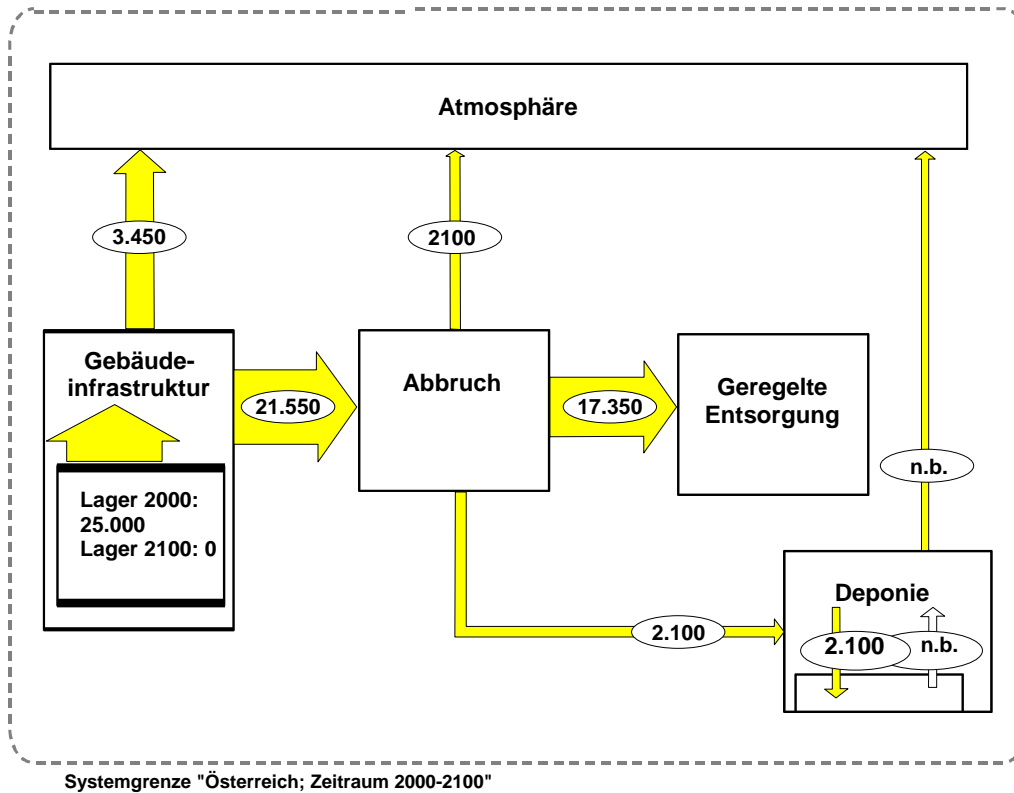 Atmosphäre
3.450
2100
Gebäude-
infrastruktur
21.550
Abbruch
17.350
Geregelte
Entsorgung
n.b.
Lager 2000:
25.000
Lager 2100: 0
Deponie
2.100
2.100
n.b.
Systemgrenze "Österreich; Zeitraum 2000-2100"